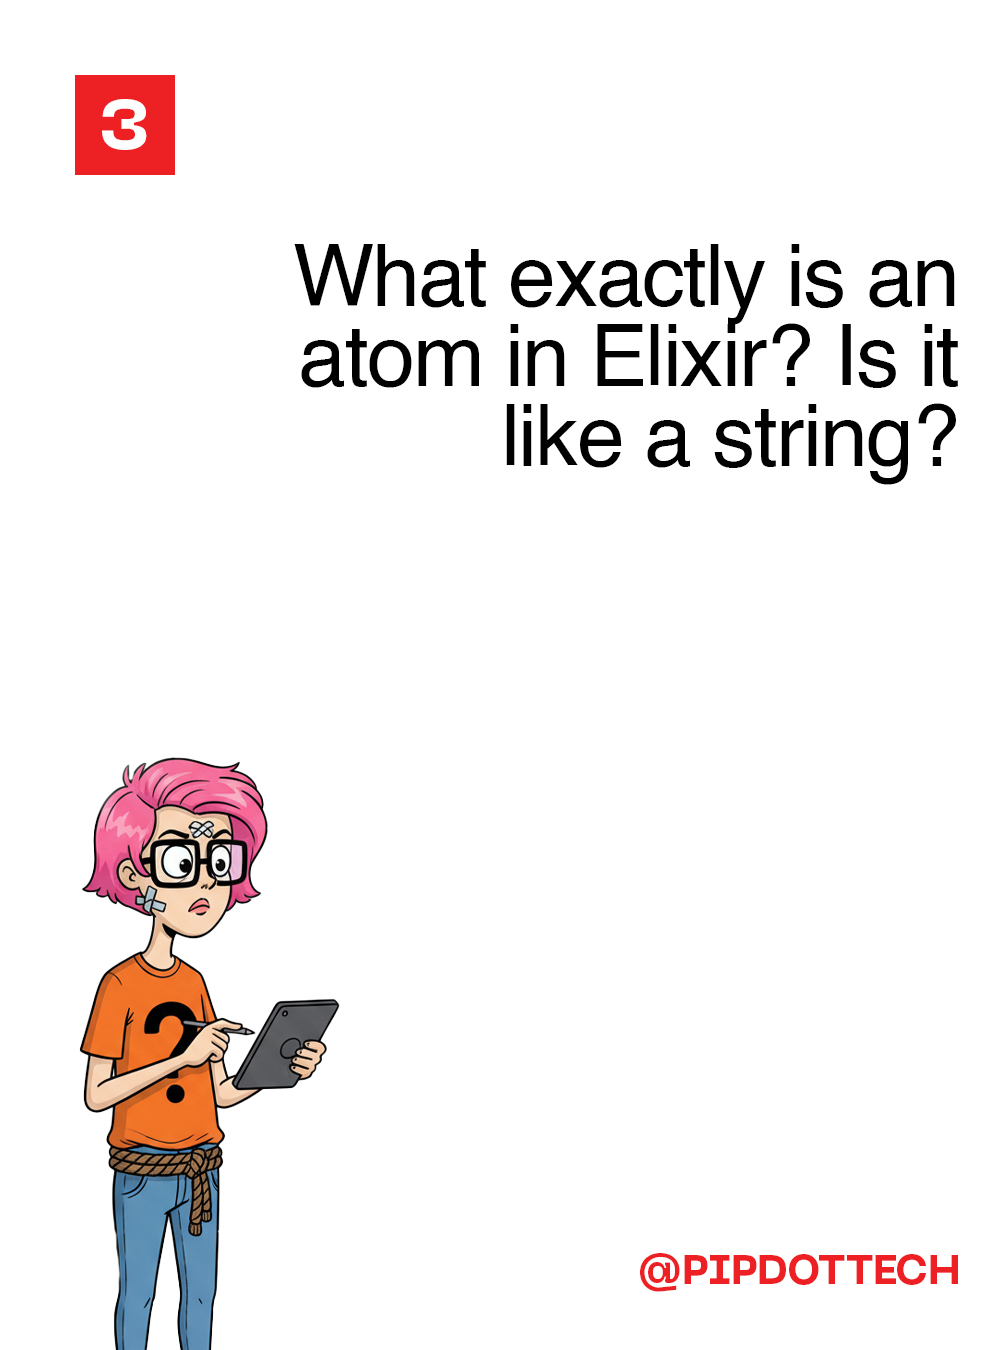 3
What exactly is an
atom in Elixir? Is it
like a string?
?
@PIPDOTTECH